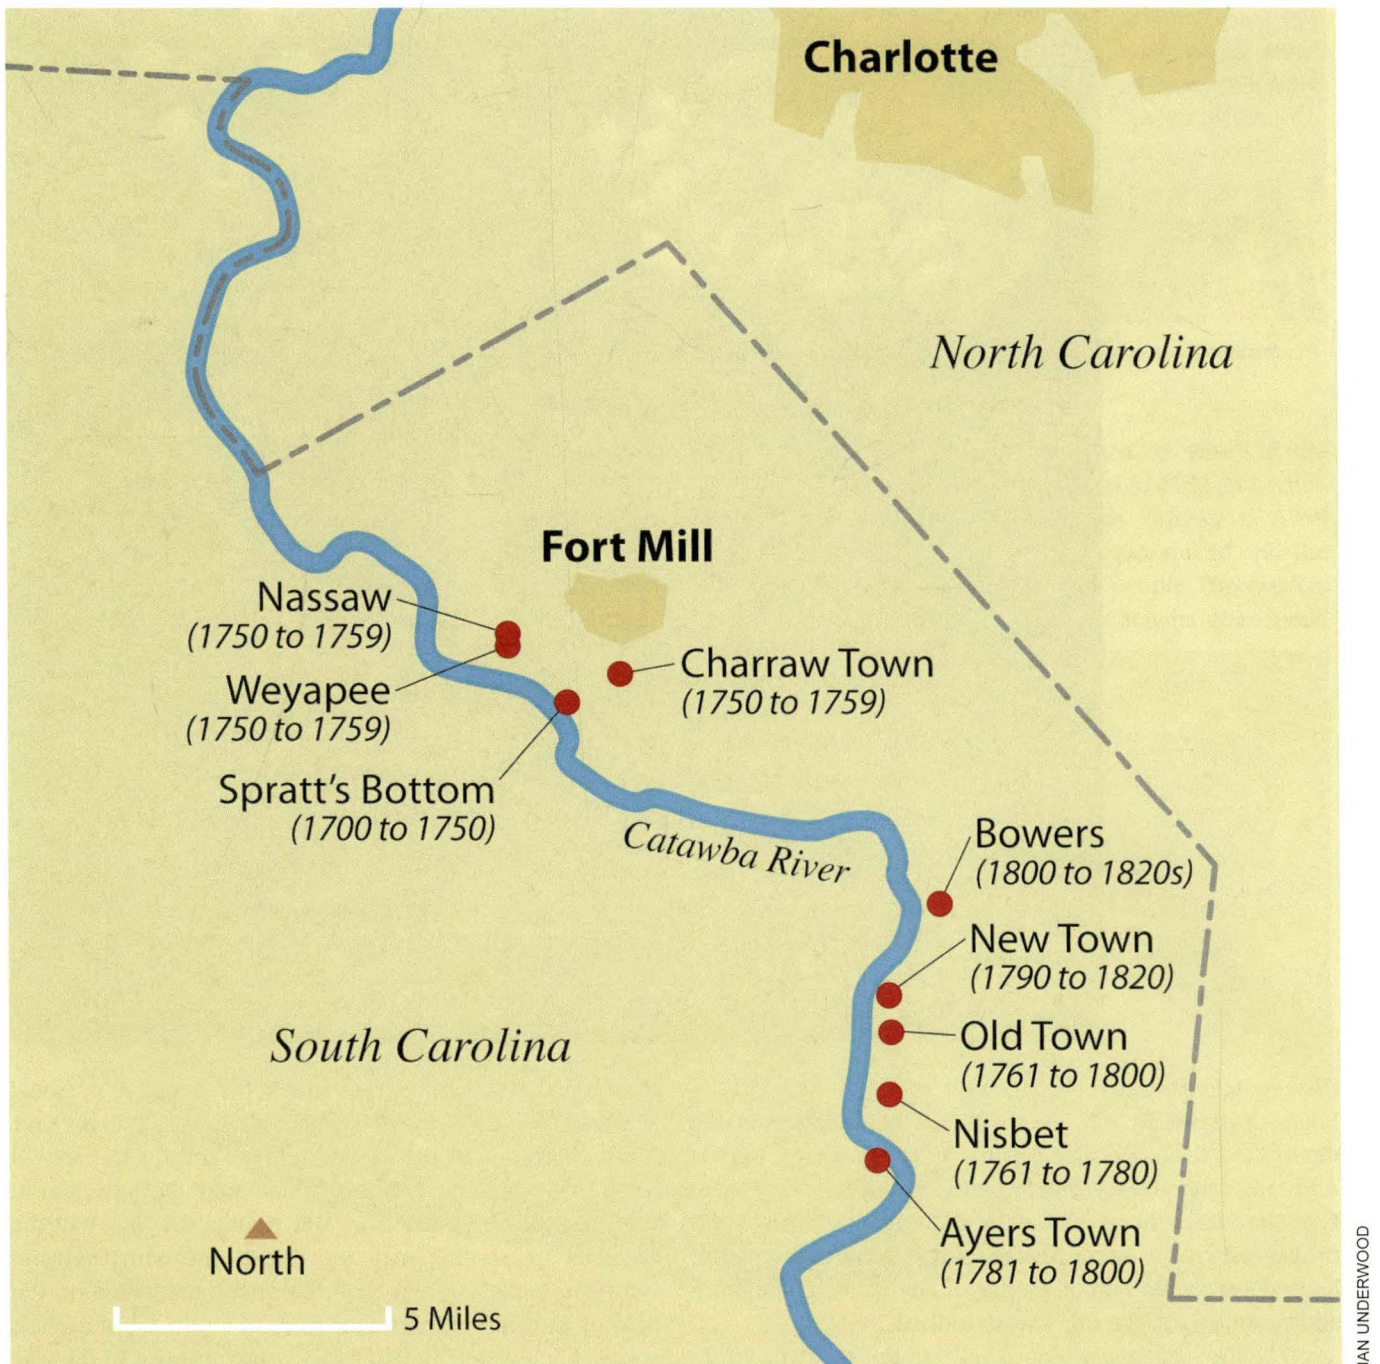 Charlotte
North Carolina
Fort Mill
Nassaw
(1750 to 1759)
Weyapee
(1750 to 1759)
Charraw Town
(1750 to 1759)
Spratt's Bottom
(1700 to 1750)
Catawba River
Bowers
(1800 to 1820s)
New Town
(1790 to 1820)
Old Town
(1761 to 1800)
South Carolina
Nisbet
(1761 to 1780)
Ayers Town
(1781 to 1800)
North
5 Miles
IAN UNDERWOOD